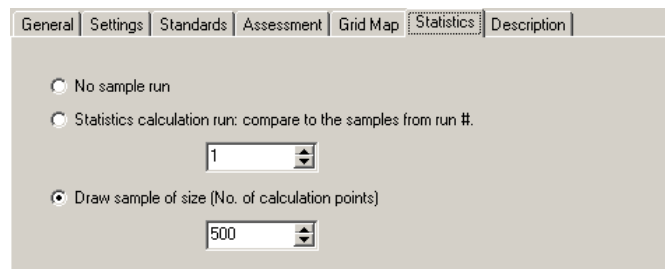 General Settings Standards Assessment Grid Map Statistics Description
No sample run
Statistics calculation run: compare to the samples from run #.
1
Draw sample of size (No. of calculation points)
500